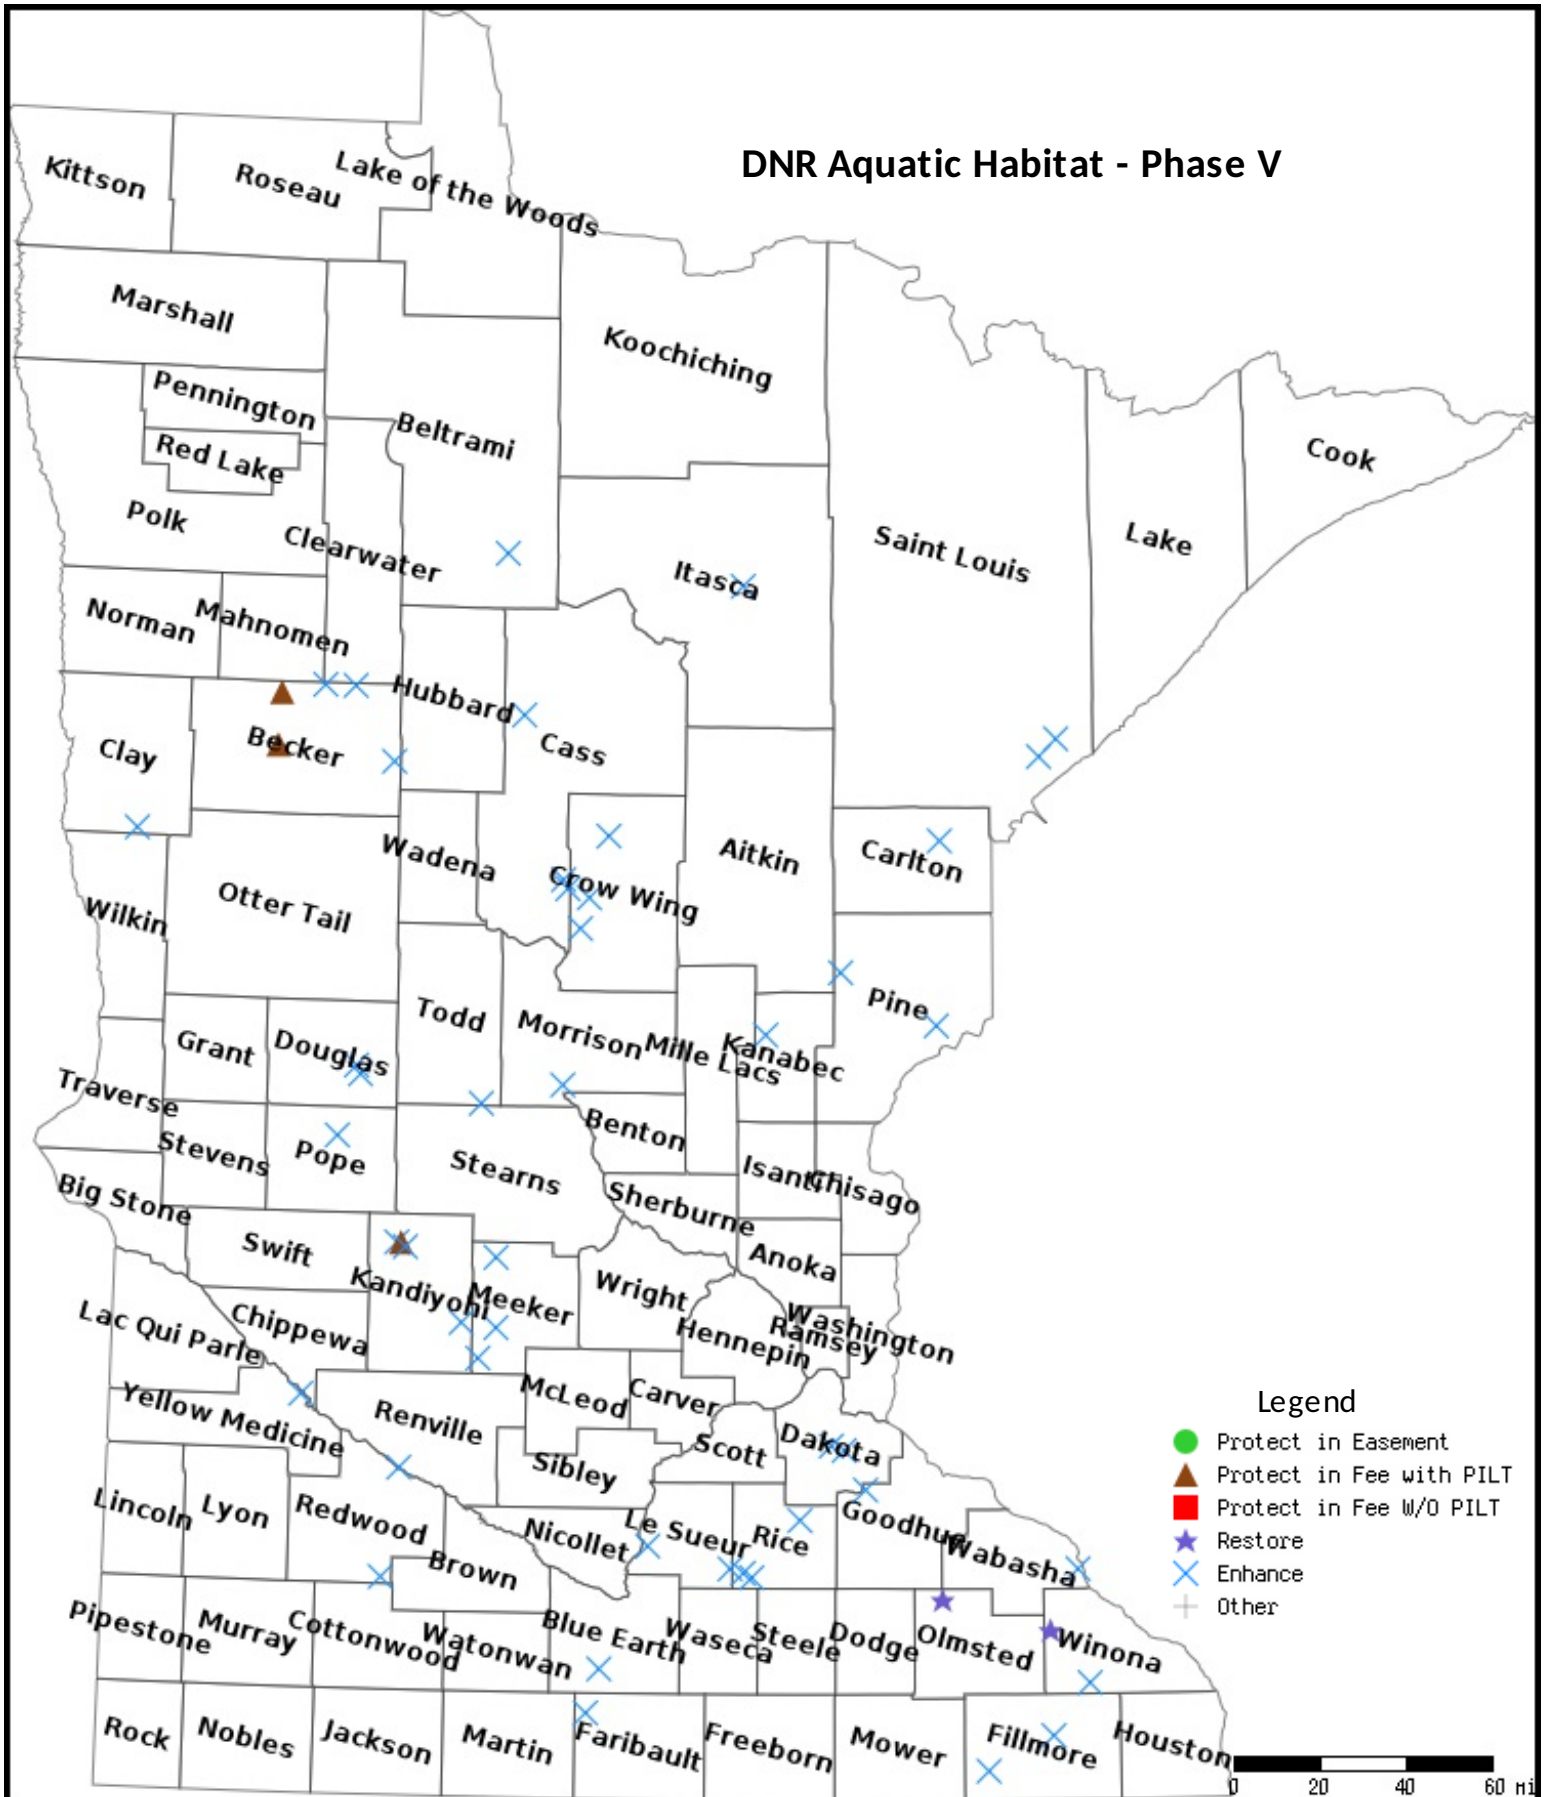 DNR Aquatic Habitat - Phase V
Kittson
Roseau
Lake of the Woods
Marshall
Koochiching
Pennington
Beltrami
Red Lake
Cook
Polk
Clearwater
Saint Louis
Lake
Itasca
Norman
Mahnomen
Hubbard
Clay
Becker
Cass
Wadena
Aitkin
Carlton
Crow Wing
Otter Tail
Wilkin
Pine
Todd
Morrison
Mille Lacs
Kanabec
Grant
Douglas
Traverse
Benton
Stevens
Pope
Stearns
Isanti
Chisago
Big Stone
Sherburne
Swift
Anoka
Kandiyohi
Meeker
Wright
Lac Qui Parle
Chippewa
Washington
Ramsey
Hennepin
Yellow Medicine
McLeod
Carver
Renville
Scott
Dakota
Sibley
Lincoln
Lyon
Redwood
Nicollet
Le Sueur
Rice
Goodhue
Wabasha
Brown
Pipestone
Murray
Cottonwood
Watonwan
Blue Earth
Waseca
Steele
Dodge
Olmsted
Winona
Rock
Nobles
Jackson
Martin
Faribault
Freeborn
Mower
Fillmore
Houston
Legend
Protect in Easement
Protect in Fee with PILT
Protect in Fee W/O PILT
Restore
Enhance
Other
0 20 40 60 mi